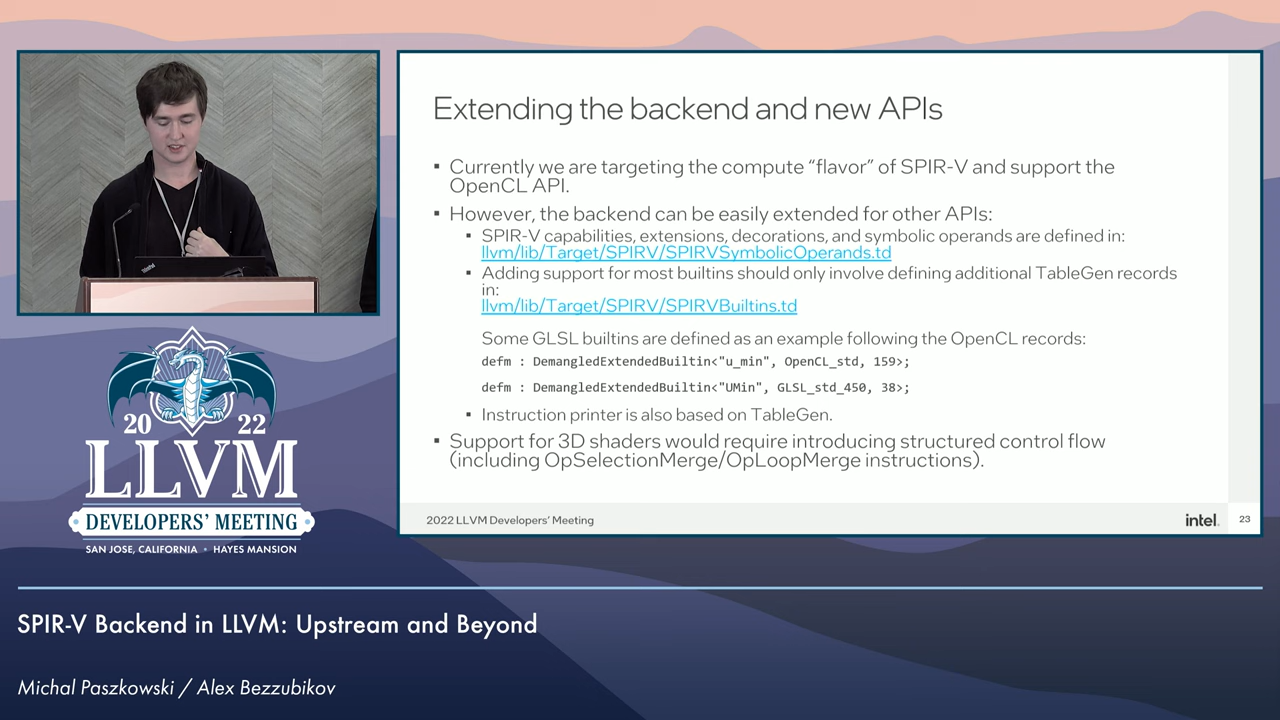 Extending the backend and new APIs
▪ Currently we are targeting the compute “flavor” of SPIR-V and support the
OpenCL API.
▪ However, the backend can be easily extended for other APIs:
▪ SPIR-V capabilities, extensions, decorations, and symbolic operands are defined in:
llvm/lib/Target/SPIRV/SPIRVSymbolicOperands.td
▪ Adding support for most builtins should only involve defining additional TableGen records
in:
llvm/lib/Target/SPIRV/SPIRVBuiltins.td
Some GLSL builtins are defined as an example following the OpenCL records:
defm : DemangledExtendedBuiltin<"u_min", OpenCL_std, 159>;
defm : DemangledExtendedBuiltin<"UMin", GLSL_std_450, 38>;
▪ Instruction printer is also based on TableGen.
▪ Support for 3D shaders would require introducing structured control flow
(including OpSelectionMerge/OpLoopMerge instructions).
2022 LLVM Developers’ Meeting
intel.
23
ThinkPad
20 22
LLVM
DEVELOPERS’ MEETING
SAN JOSE, CALIFORNIA • HAYES MANSION
SPIR-V Backend in LLVM: Upstream and Beyond
Michal Paszkowski / Alex Bezzubikov